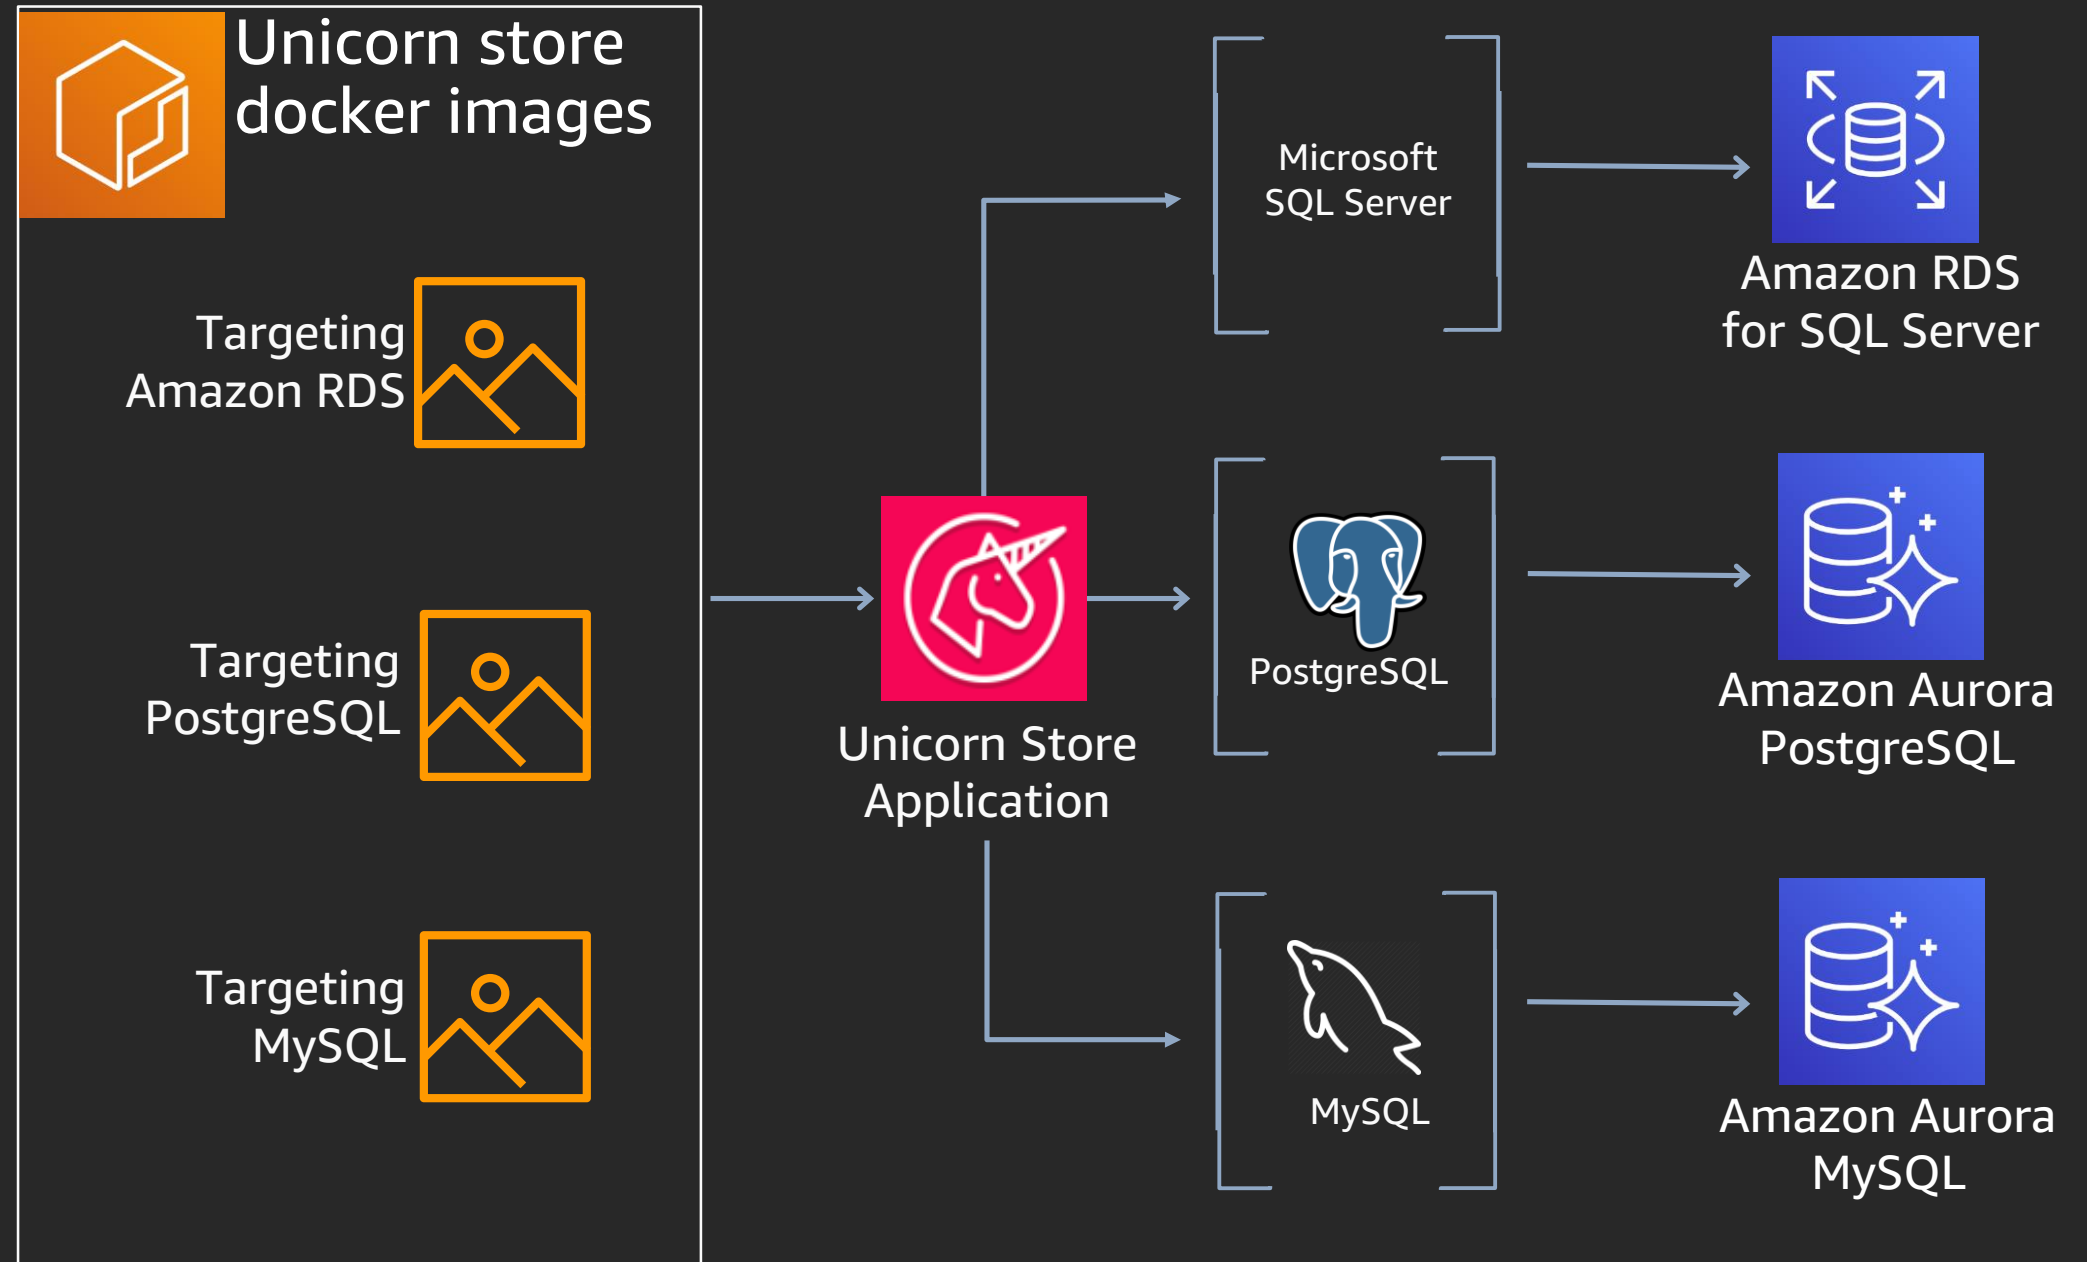 Unicorn store
docker images
Targeting
Amazon RDS
Targeting
PostgreSQL
Targeting
MySQL
Unicorn Store
Application
Microsoft
SQL Server
PostgreSQL
MySQL
Amazon RDS
for SQL Server
Amazon Aurora
PostgreSQL
Amazon Aurora
MySQL